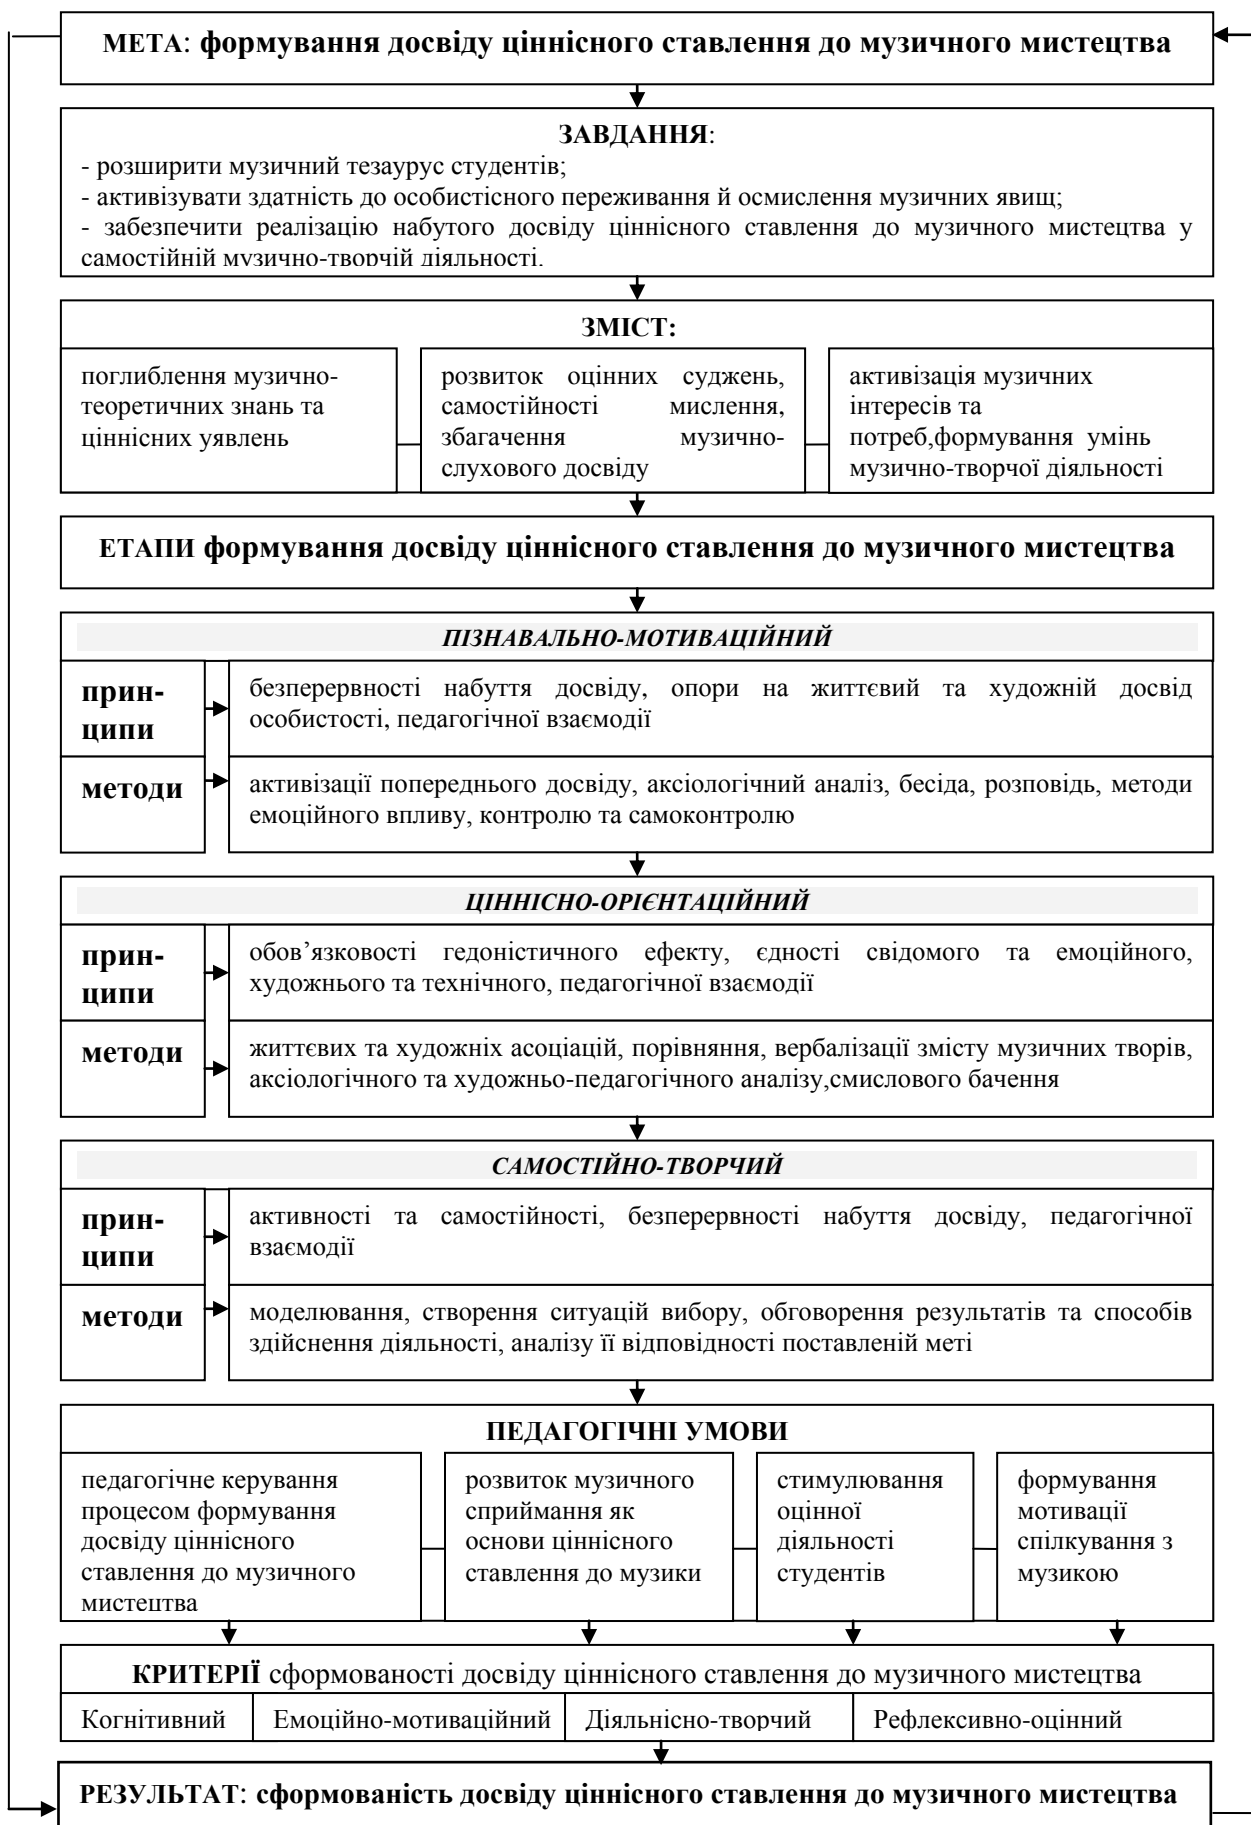 МЕТА: формування досвіду ціннісного ставлення до музичного мистецтва
ЗАВДАННЯ:
- розширити музичний тезаурус студентів;
- активізувати здатність до особистісного переживання й осмислення музичних явищ;
- забезпечити реалізацію набутого досвіду ціннісного ставлення до музичного мистецтва у
самостійній музично-творчій діяльності.
ЗМІСТ:
поглиблення музично-
теоретичних знань та
ціннісних уявлень
розвиток оцінних суджень,
самостійності мислення,
збагачення музично-
слухового досвіду
активізація музичних
інтересів та
потреб,формування умінь
музично-творчої діяльності
ЕТАПИ формування досвіду ціннісного ставлення до музичного мистецтва
ПІЗНАВАЛЬНО-МОТИВАЦІЙНИЙ
прин-
ципи
безперервності набуття досвіду, опори на життєвий та художній досвід
особистості, педагогічної взаємодії
методи
активізації попереднього досвіду, аксіологічний аналіз, бесіда, розповідь, методи
емоційного впливу, контролю та самоконтролю
ЦІННІСНО-ОРІЄНТАЦІЙНИЙ
прин-
ципи
обов’язковості гедоністичного ефекту, єдності свідомого та емоційного,
художнього та технічного, педагогічної взаємодії
методи
життєвих та художніх асоціацій, порівняння, вербалізації змісту музичних творів,
аксіологічного та художньо-педагогічного аналізу,смислового бачення
САМОСТІЙНО-ТВОРЧИЙ
прин-
ципи
активності та самостійності, безперервності набуття досвіду, педагогічної
взаємодії
методи
моделювання, створення ситуацій вибору, обговорення результатів та способів
здійснення діяльності, аналізу її відповідності поставленій меті
ПЕДАГОГІЧНІ УМОВИ
педагогічне керування
процесом формування
досвіду ціннісного
ставлення до музичного
мистецтва
розвиток музичного
сприймання як
основи ціннісного
ставлення до музики
стимулювання
оцінної
діяльності
студентів
формування
мотивації
спілкування з
музикою
КРИТЕРІЇ сформованості досвіду ціннісного ставлення до музичного мистецтва
Когнітивний
Емоційно-мотиваційний
Діяльнісно-творчий
Рефлексивно-оцінний
РЕЗУЛЬТАТ: сформованість досвіду ціннісного ставлення до музичного мистецтва